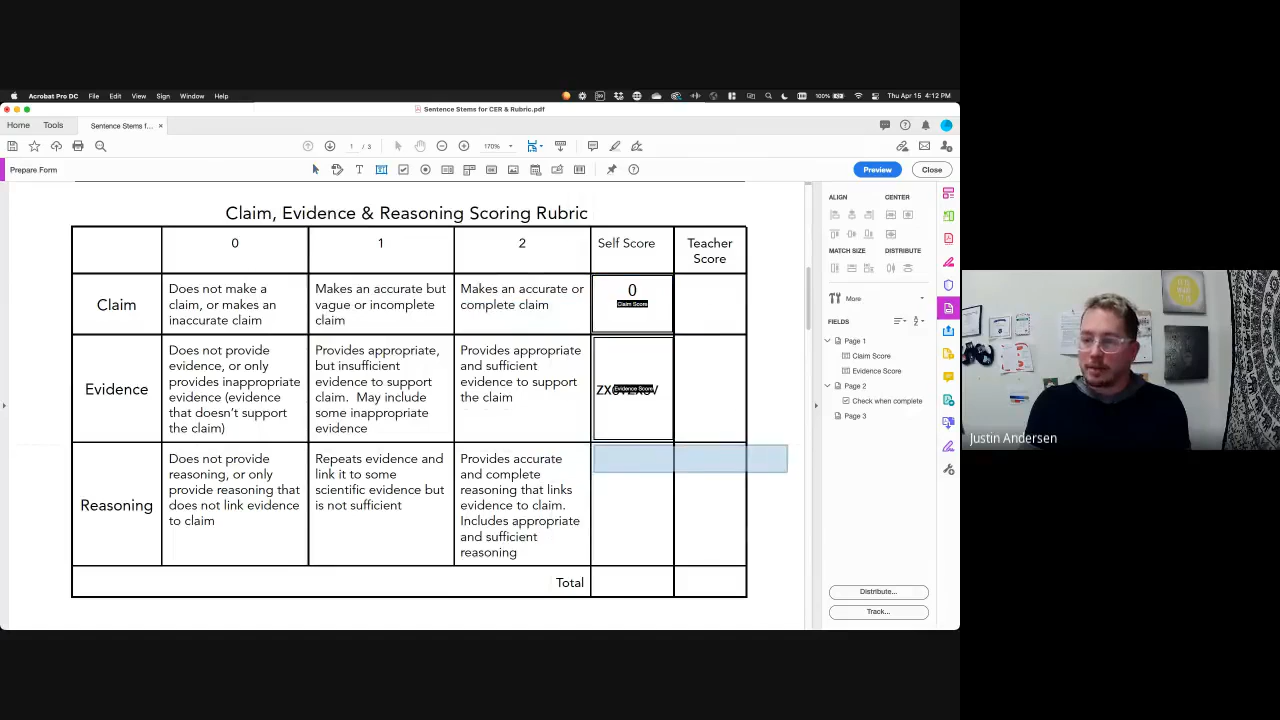 Acrobat Pro DC File Edit View Sign Window Help 100% Thu Apr 15 4:12 PM
Sentence Stems for CER & Rubric.pdf
Home Tools Sentence Stems f... ×
1 / 3 170%
Prepare Form Preview Close
Claim, Evidence & Reasoning Scoring Rubric
0 1 2 Self Score Teacher
Score
Claim
Does not make a
claim, or makes an
inaccurate claim
Makes an accurate but
vague or incomplete
claim
Makes an accurate or
complete claim
0
Claim Score
Evidence
Does not provide
evidence, or only
provides inappropriate
evidence (evidence
that doesn't support
the claim)
Provides appropriate,
but insufficient
evidence to support
claim. May include
some inappropriate
evidence
Provides appropriate
and sufficient
evidence to support
the claim
Evidence Score
Reasoning
Does not provide
reasoning, or only
provide reasoning that
does not link evidence
to claim
Repeats evidence and
link it to some
scientific evidence but
is not sufficient
Provides accurate
and complete
reasoning that links
evidence to claim.
Includes appropriate
and sufficient
reasoning
Total
ALIGN CENTER
MATCH SIZE DISTRIBUTE
More
FIELDS
Page 1
Claim Score
Evidence Score
Page 2
Check when complete
Page 3
Distribute...
Track...
Justin Andersen